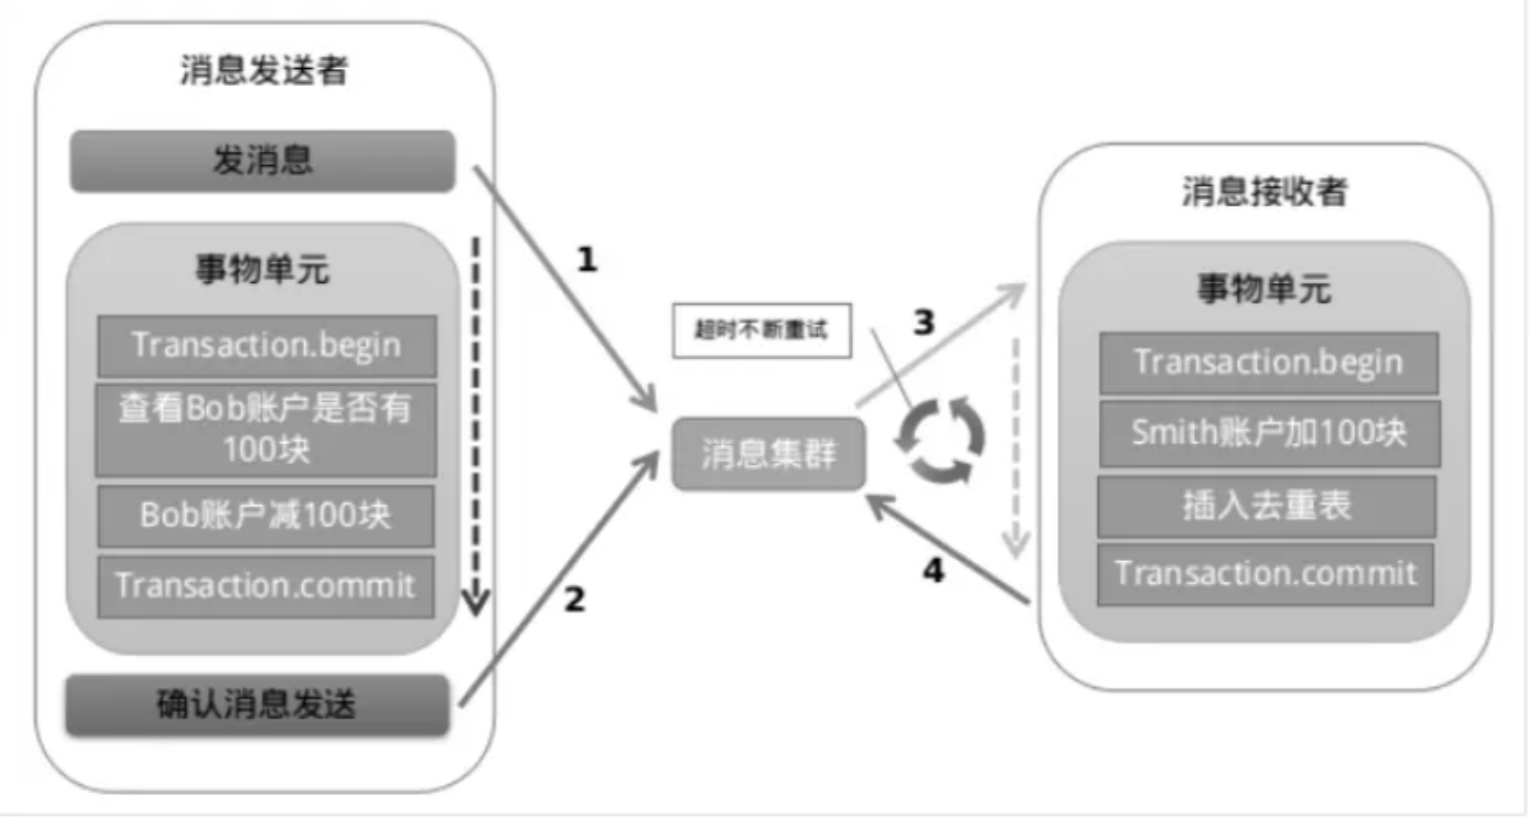 消息发送者
发消息
事物单元
Transaction.begin
查看Bob账户是否有
100块
Bob账户减100块
Transaction.commit
确认消息发送
1
2
超时不断重试
消息集群
3
4
消息接收者
事物单元
Transaction.begin
Smith账户加100块
插入去重表
Transaction.commit